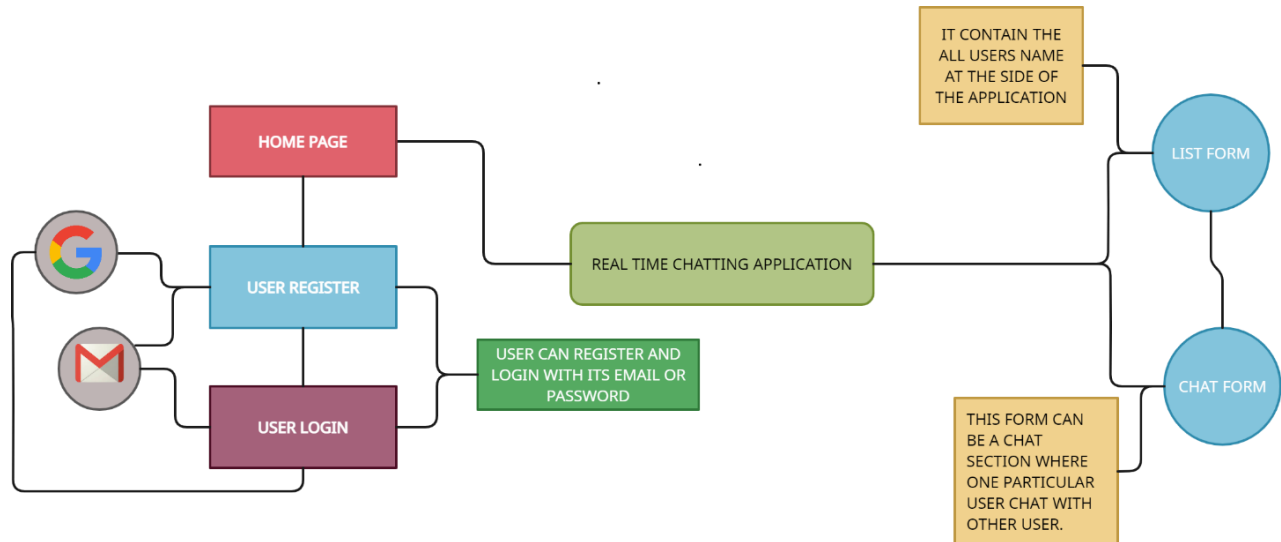 HOME PAGE
USER REGISTER
USER LOGIN
USER CAN REGISTER AND
LOGIN WITH ITS EMAIL OR
PASSWORD
REAL TIME CHATTING APPLICATION
IT CONTAIN THE
ALL USERS NAME
AT THE SIDE OF
THE APPLICATION
LIST FORM
CHAT FORM
THIS FORM CAN
BE A CHAT
SECTION WHERE
ONE PARTICULAR
USER CHAT WITH
OTHER USER.